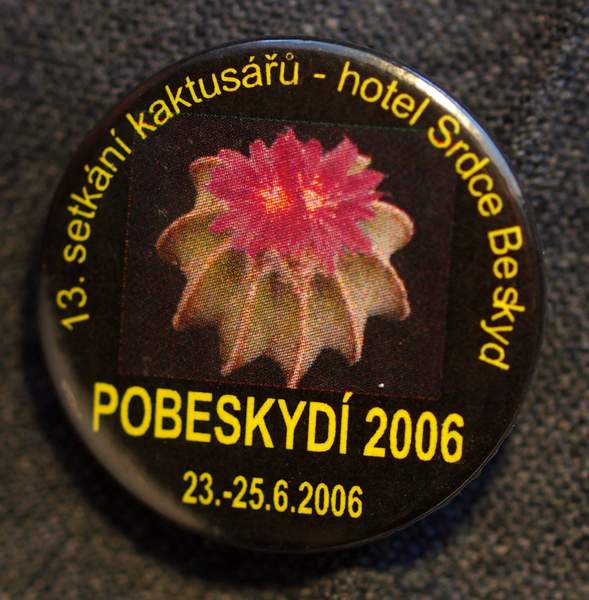 13. setkání kaktusářů - hotel Srdce Beskyd
POBESKYDÍ 2006
23.-25.6.2006